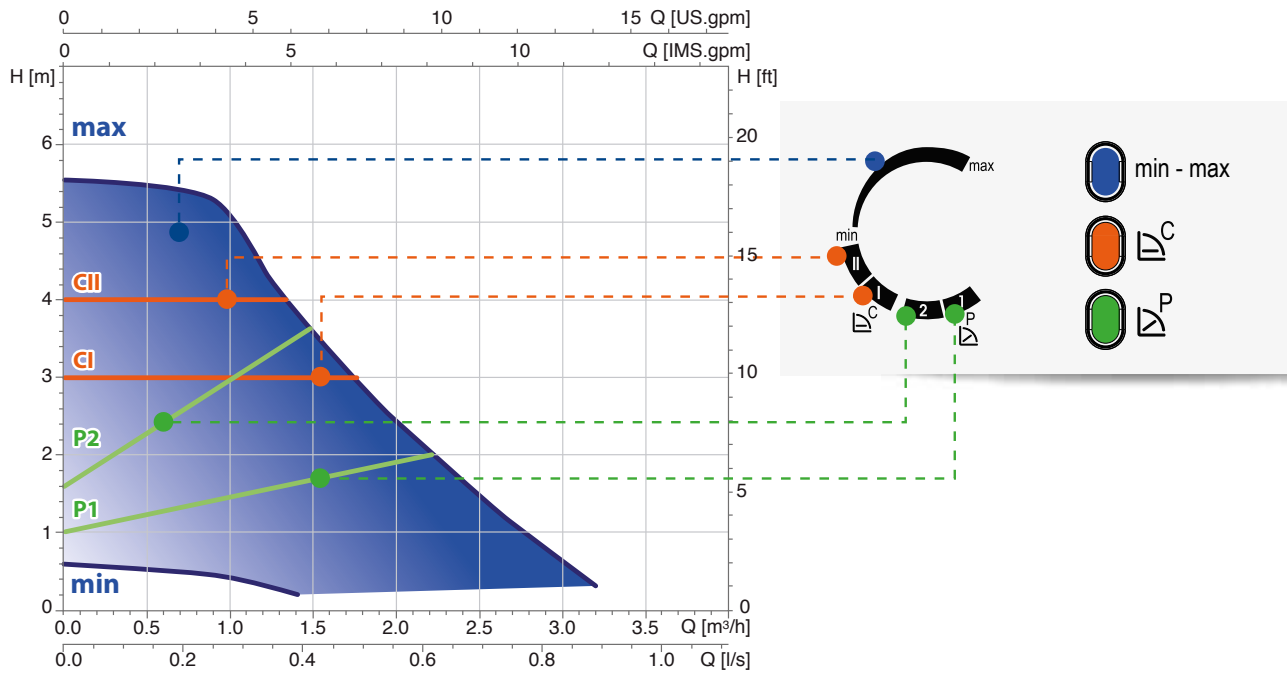 0 5 10 15 Q [US.gpm]
0 5 10 Q [IMS.gpm]
H [m] H [ft]
max
6
5
4
3
2
1
0
20
15
10
5
0
CII
CI
P2
P1
min
0.0 0.5 1.0 1.5 2.0 2.5 3.0 3.5 Q [m³/h]
0.0 0.2 0.4 0.6 0.8 1.0 Q [l/s]
max
min
II
I
2
1
C
P
min - max
C
P